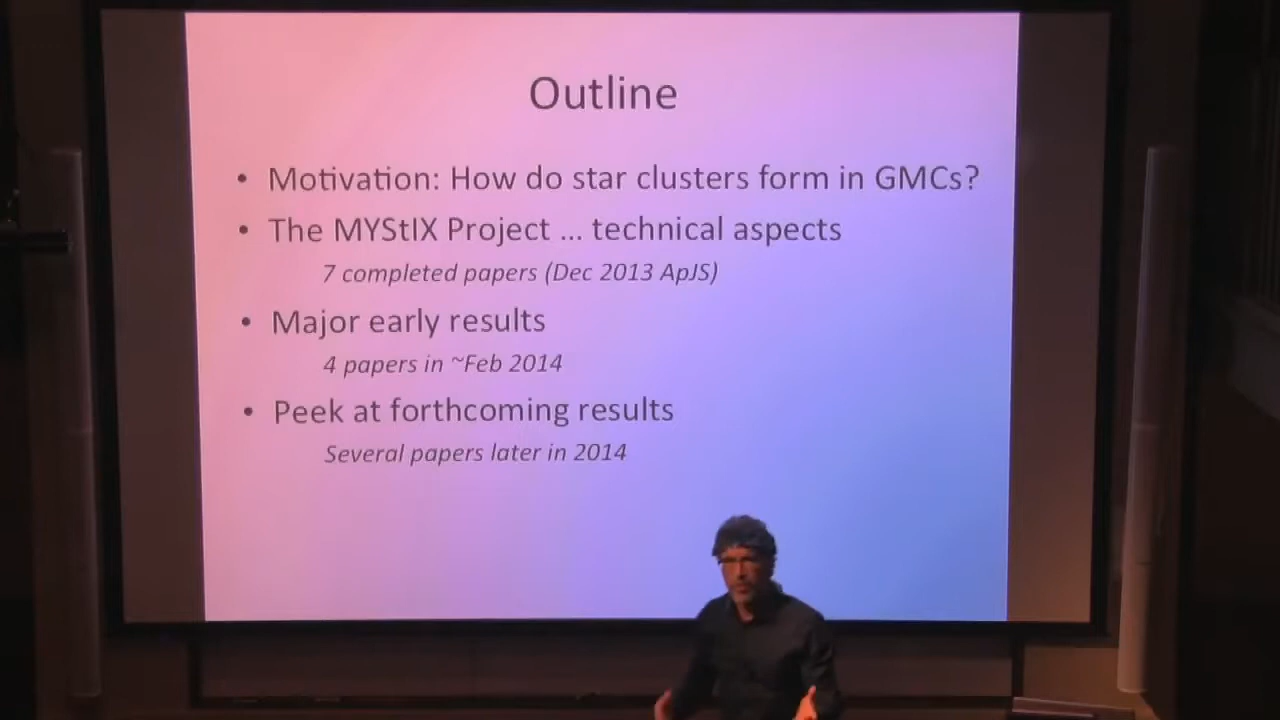 Outline
• Motivation: How do star clusters form in GMCs?
• The MYStIX Project ... technical aspects
7 completed papers (Dec 2013 ApJS)
• Major early results
4 papers in ~Feb 2014
• Peek at forthcoming results
Several papers later in 2014